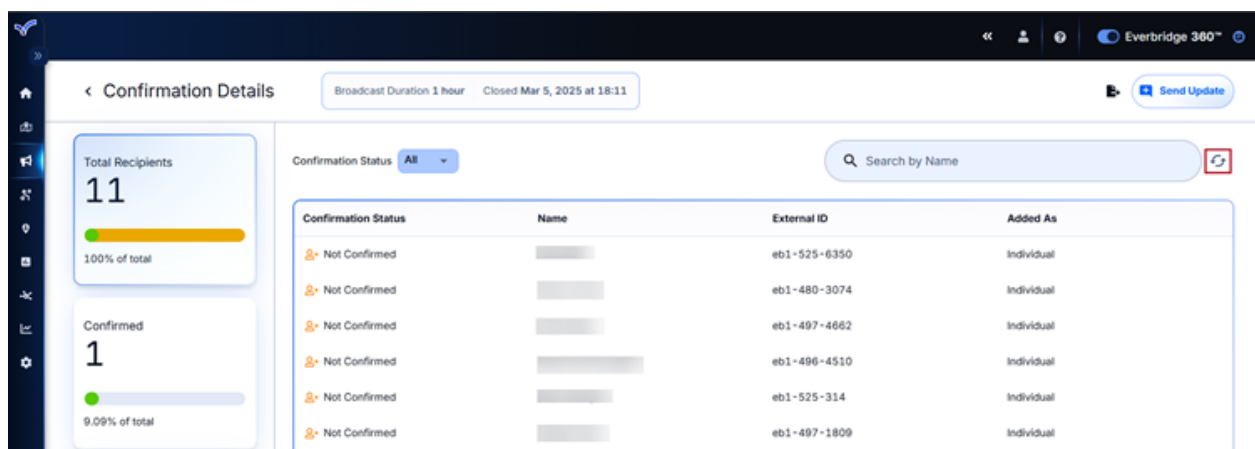 Everbridge 360™
Confirmation Details
Broadcast Duration 1 hour Closed Mar 5, 2025 at 18:11
Send Update
Total Recipients
11
100% of total
Confirmed
1
9.09% of total
Confirmation Status All
Search by Name
Confirmation Status Name External ID Added As
Not Confirmed eb1-525-6350 Individual
Not Confirmed eb1-480-3074 Individual
Not Confirmed eb1-497-4662 Individual
Not Confirmed eb1-496-4510 Individual
Not Confirmed eb1-525-314 Individual
Not Confirmed eb1-497-1809 Individual